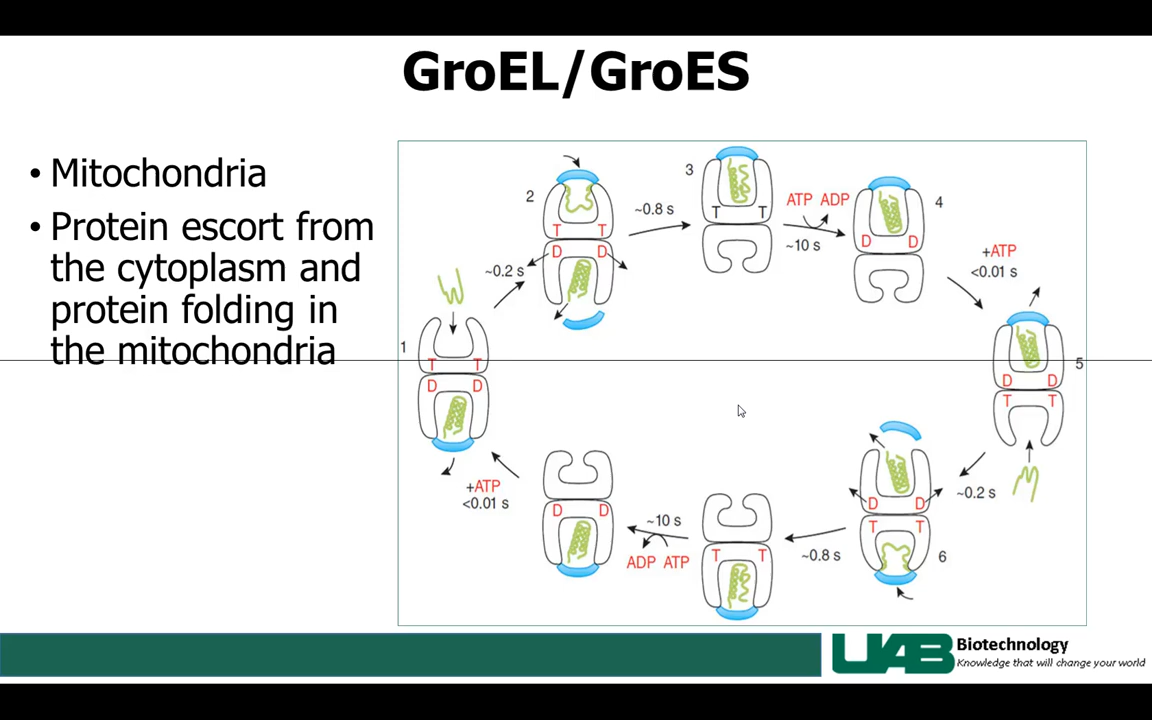 GroEL/GroES
• Mitochondria
• Protein escort from
the cytoplasm and
protein folding in
the mitochondria
1
T T
D D
~0.2 s
2
T T
D D
~0.8 s
3
T T
ATP ADP
~10 s
4
D D
+ATP
<0.01 s
5
D D
T T
~0.2 s
D D
T T
6
~0.8 s
T T
~10 s
ADP ATP
D D
+ATP
<0.01 s
UAB Biotechnology
Knowledge that will change your world